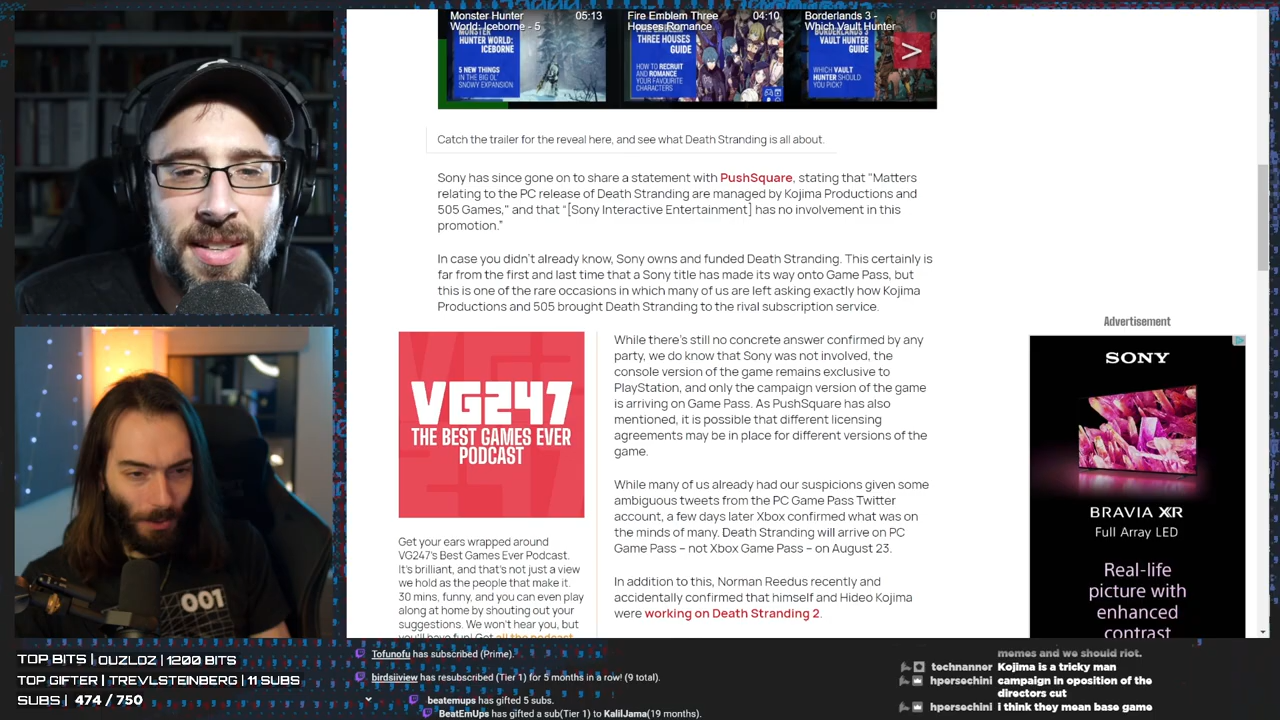 Monster Hunter
World: Iceborne - 5
05:13
MONSTER
HUNTER WORLD:
ICEBORNE
5 NEW THINGS
IN THE BIG OL'
SNOWY EXPANSION
Fire Emblem Three
Houses Romance
04:10
THREE HOUSES
GUIDE
HOW TO RECRUIT
AND ROMANCE
YOUR FAVOURITE
CHARACTERS
Borderlands 3 -
Which Vault Hunter
0
BORDERLANDS 3
VAULT HUNTER
GUIDE
WHICH VAULT
HUNTER SHOULD
YOU PICK?
>
Catch the trailer for the reveal here, and see what Death Stranding is all about.
Sony has since gone on to share a statement with PushSquare, stating that "Matters
relating to the PC release of Death Stranding are managed by Kojima Productions and
505 Games," and that “[Sony Interactive Entertainment] has no involvement in this
promotion.”
In case you didn't already know, Sony owns and funded Death Stranding. This certainly is
far from the first and last time that a Sony title has made its way onto Game Pass, but
this is one of the rare occasions in which many of us are left asking exactly how Kojima
Productions and 505 brought Death Stranding to the rival subscription service.
VG247
THE BEST GAMES EVER
PODCAST
Get your ears wrapped around
VG247's Best Games Ever Podcast.
It's brilliant, and that's not just a view
we hold as the people that make it.
30 mins, funny, and you can even play
along at home by shouting out your
suggestions. We won't hear you, but
you'll have fun! Get all the podcast
While there's still no concrete answer confirmed by any
party, we do know that Sony was not involved, the
console version of the game remains exclusive to
PlayStation, and only the campaign version of the game
is arriving on Game Pass. As PushSquare has also
mentioned, it is possible that different licensing
agreements may be in place for different versions of the
game.
While many of us already had our suspicions given some
ambiguous tweets from the PC Game Pass Twitter
account, a few days later Xbox confirmed what was on
the minds of many. Death Stranding will arrive on PC
Game Pass – not Xbox Game Pass – on August 23.
In addition to this, Norman Reedus recently and
accidentally confirmed that himself and Hideo Kojima
were working on Death Stranding 2.
Advertisement
SONY
BRAVIA XR
Full Array LED
Real-life
picture with
enhanced
contrast
001
TOP BITS | OUZLOZ | 1200 BITS
TOP GIFTER | TREVLSTEINBERG | 11 SUBS
SUBS | 474 / 750
Tofunofu has subscribed (Prime).
birdsiiview has resubscribed (Tier 1) for 5 months in a row! (9 total).
beatemups has gifted 5 subs.
BeatEmUps has gifted a sub(Tier 1) to KalilJama(19 months).
memes and we should riot.
technanner Kojima is a tricky man
hpersechini campaign in oposition of the
directors cut
hpersechini i think they mean base game